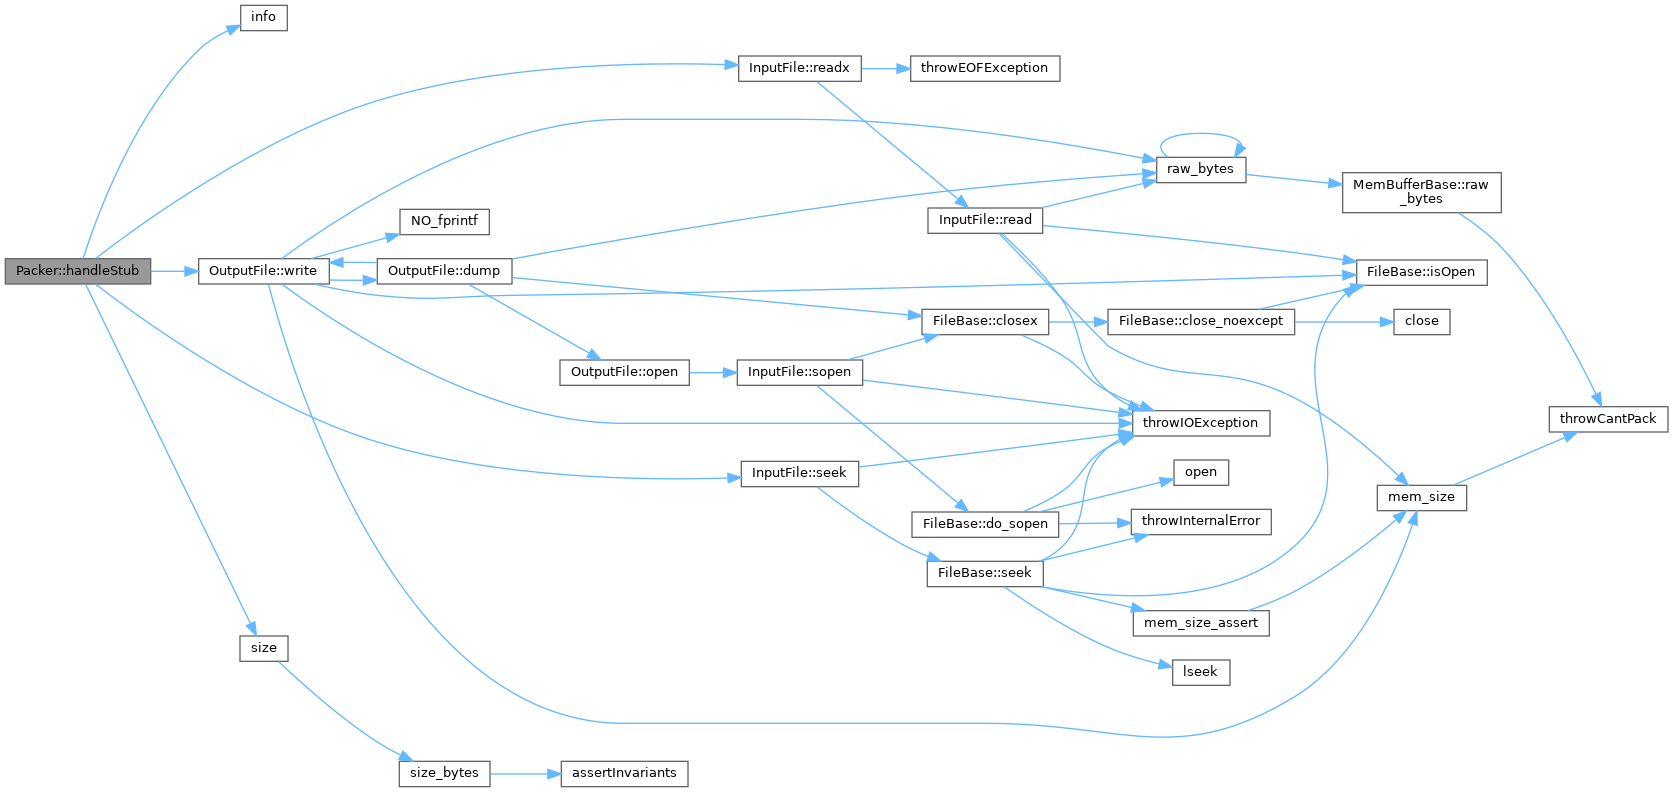 info
InputFile::readx
throwEOFException
raw_bytes
MemBufferBase::raw
_bytes
NO_fprintf
InputFile::read
Packer::handleStub
OutputFile::write
OutputFile::dump
FileBase::isOpen
FileBase::closex
FileBase::close_noexcept
close
OutputFile::open
InputFile::sopen
throwIOException
throwCantPack
InputFile::seek
open
mem_size
FileBase::do_sopen
throwInternalError
FileBase::seek
mem_size_assert
size
lseek
size_bytes
assertInvariants